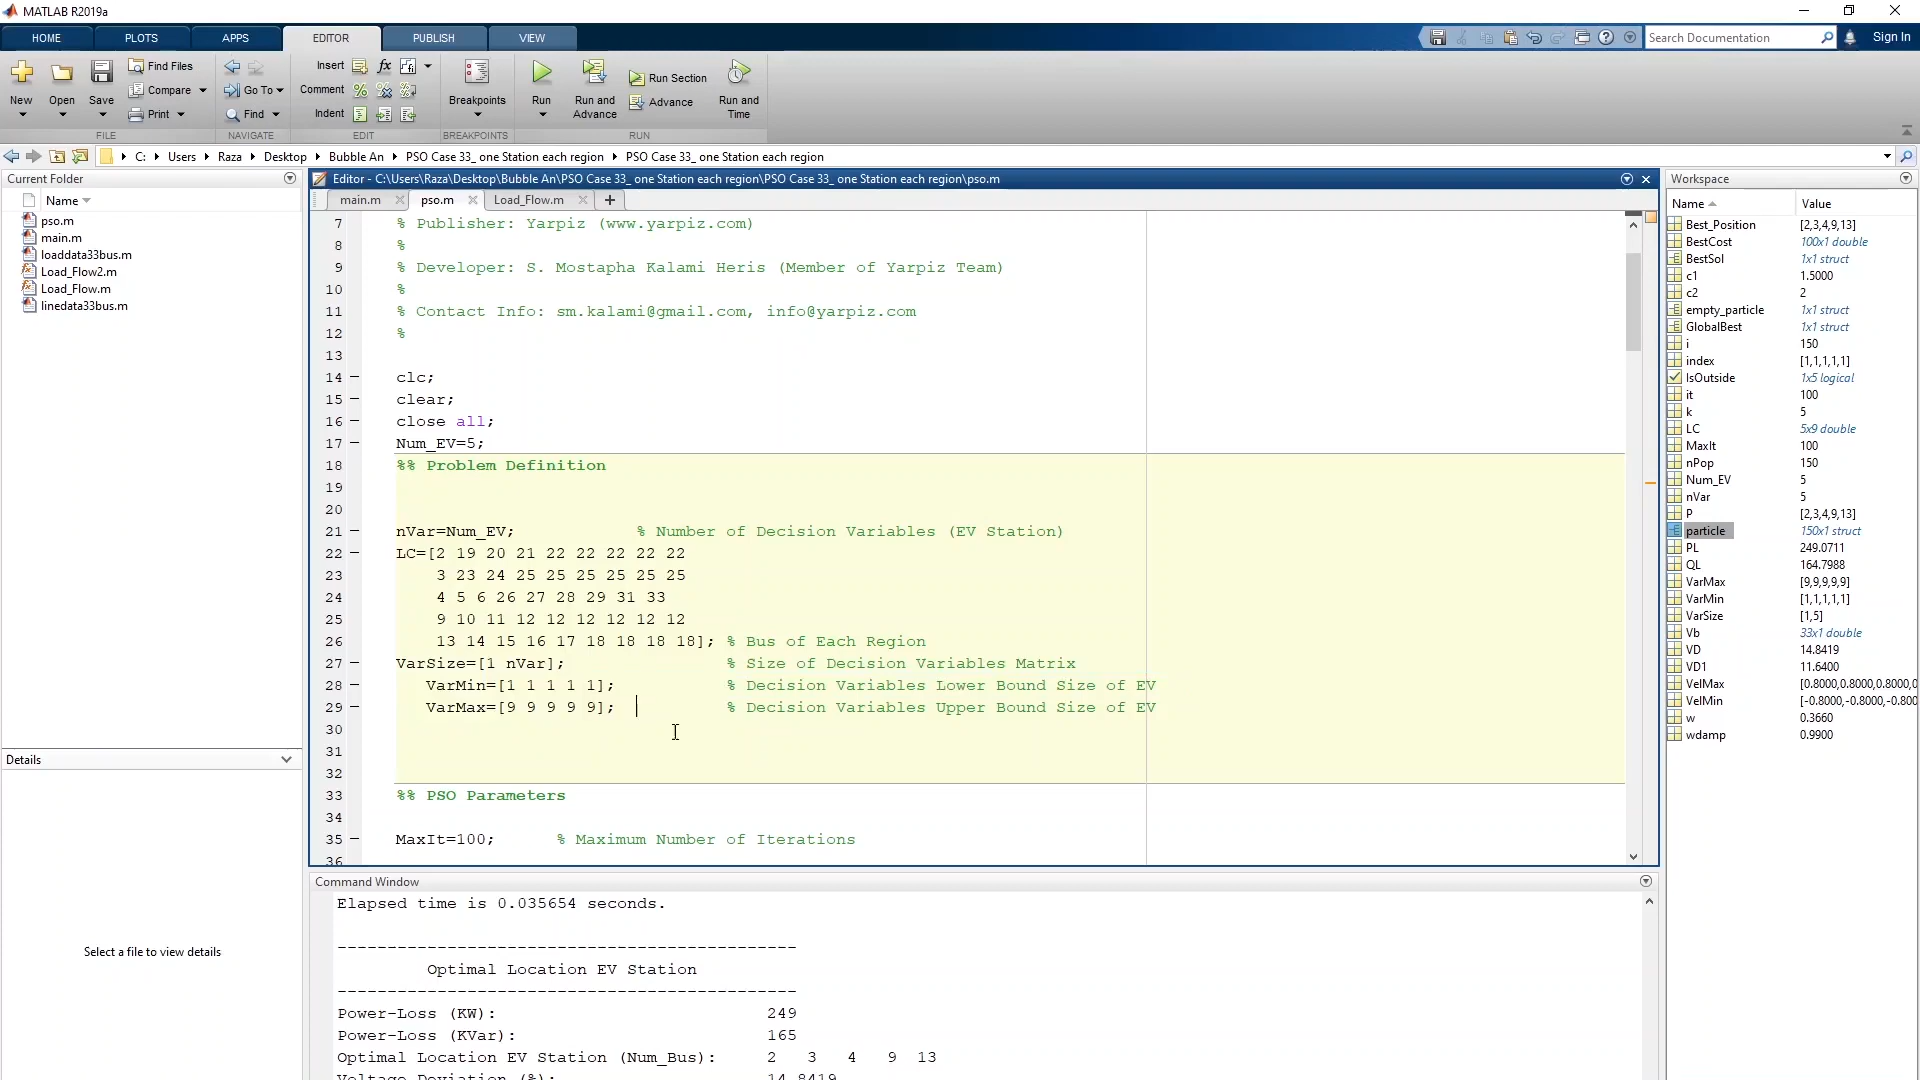 MATLAB R2019a
HOME PLOTS APPS EDITOR PUBLISH VIEW
Search Documentation Sign In
Find Files Insert fx
Compare Go To Comment Run Section
New Open Save Breakpoints Run Run and Advance Advance Run and Time
Print Find Indent
FILE NAVIGATE EDIT BREAKPOINTS RUN
C: Users Raza Desktop Bubble An PSO Case 33_ one Station each region PSO Case 33_ one Station each region
Current Folder
Name
pso.m
main.m
loaddata33bus.m
Load_Flow2.m
Load_Flow.m
linedata33bus.m
Details
Select a file to view details
Editor - C:\Users\Raza\Desktop\Bubble An\PSO Case 33_ one Station each region\PSO Case 33_ one Station each region\pso.m
main.m pso.m Load_Flow.m
7 % Publisher: Yarpiz (www.yarpiz.com)
8 %
9 % Developer: S. Mostapha Kalami Heris (Member of Yarpiz Team)
10 %
11 % Contact Info: sm.kalami@gmail.com, info@yarpiz.com
12 %
13
14 clc;
15 clear;
16 close all;
17 Num_EV=5;
18 %% Problem Definition
19
20
21 nVar=Num_EV; % Number of Decision Variables (EV Station)
22 LC=[2 19 20 21 22 22 22 22 22
23 3 23 24 25 25 25 25 25 25
24 4 5 6 26 27 28 29 31 33
25 9 10 11 12 12 12 12 12 12
26 13 14 15 16 17 18 18 18 18]; % Bus of Each Region
27 VarSize=[1 nVar]; % Size of Decision Variables Matrix
28 VarMin=[1 1 1 1 1]; % Decision Variables Lower Bound Size of EV
29 VarMax=[9 9 9 9 9]; % Decision Variables Upper Bound Size of EV
30
31
32
33 %% PSO Parameters
34
35 MaxIt=100; % Maximum Number of Iterations
36
Command Window
Elapsed time is 0.035654 seconds.
---------------------------------------------
Optimal Location EV Station
---------------------------------------------
Power-Loss (KW): 249
Power-Loss (KVar): 165
Optimal Location EV Station (Num_Bus): 2 3 4 9 13
Voltage Deviation (%): 14.8419
Workspace
Name Value
Best_Position [2,3,4,9,13]
BestCost 100x1 double
BestSol 1x1 struct
c1 1.5000
c2 2
empty_particle 1x1 struct
GlobalBest 1x1 struct
i 150
index [1,1,1,1,1]
IsOutside 1x5 logical
it 100
k 5
LC 5x9 double
MaxIt 100
nPop 150
Num_EV 5
nVar 5
P [2,3,4,9,13]
particle 150x1 struct
PL 249.0711
QL 164.7988
VarMax [9,9,9,9,9]
VarMin [1,1,1,1,1]
VarSize [1,5]
Vb 33x1 double
VD 14.8419
VD1 11.6400
VelMax [0.8000,0.8000,0.8000,0
VelMin [-0.8000,-0.8000,-0.800
w 0.3660
wdamp 0.9900